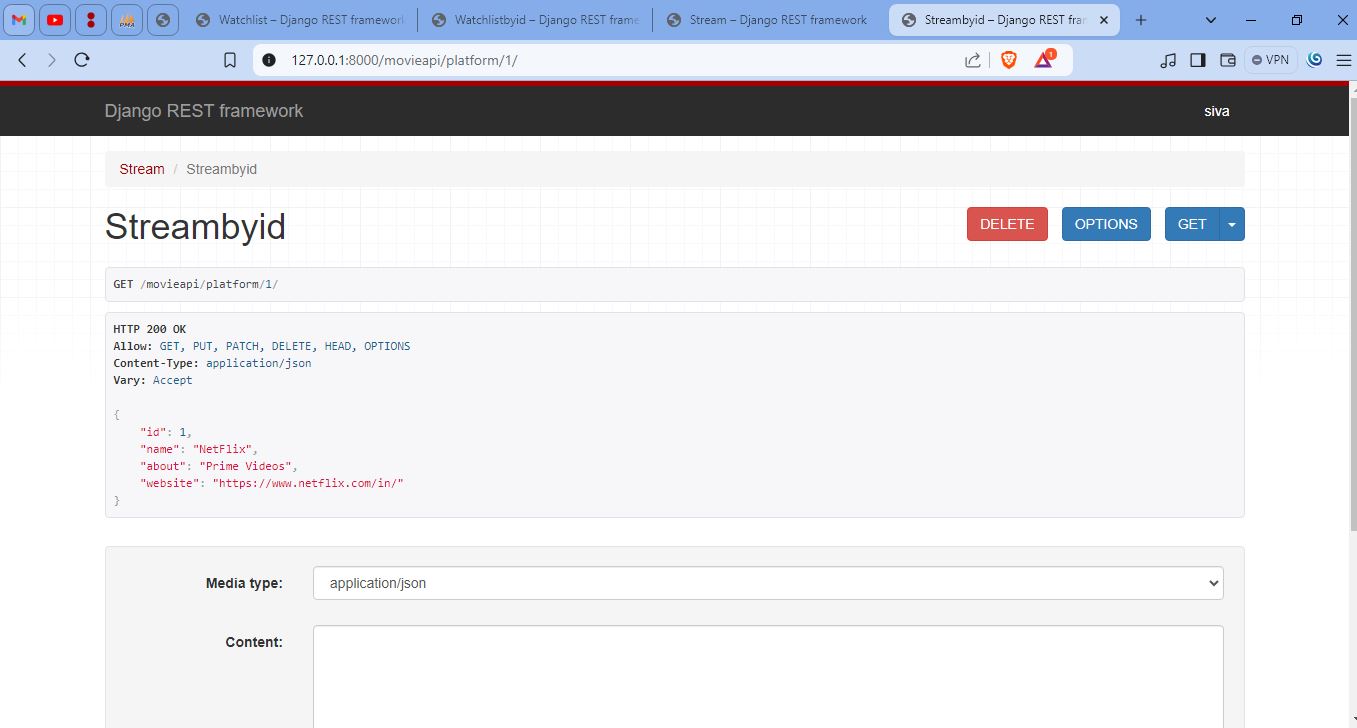 PMA
Watchlist – Django REST framework
Watchlistbyid – Django REST frame
Stream – Django REST framework
Streambyid – Django REST fran
127.0.0.1:8000/movieapi/platform/1/
1
VPN
Django REST framework
siva
Stream / Streambyid
Streambyid
DELETE
OPTIONS
GET
GET /movieapi/platform/1/
HTTP 200 OK
Allow: GET, PUT, PATCH, DELETE, HEAD, OPTIONS
Content-Type: application/json
Vary: Accept
{
"id": 1,
"name": "NetFlix",
"about": "Prime Videos",
"website": "https://www.netflix.com/in/"
}
Media type:
application/json
Content: